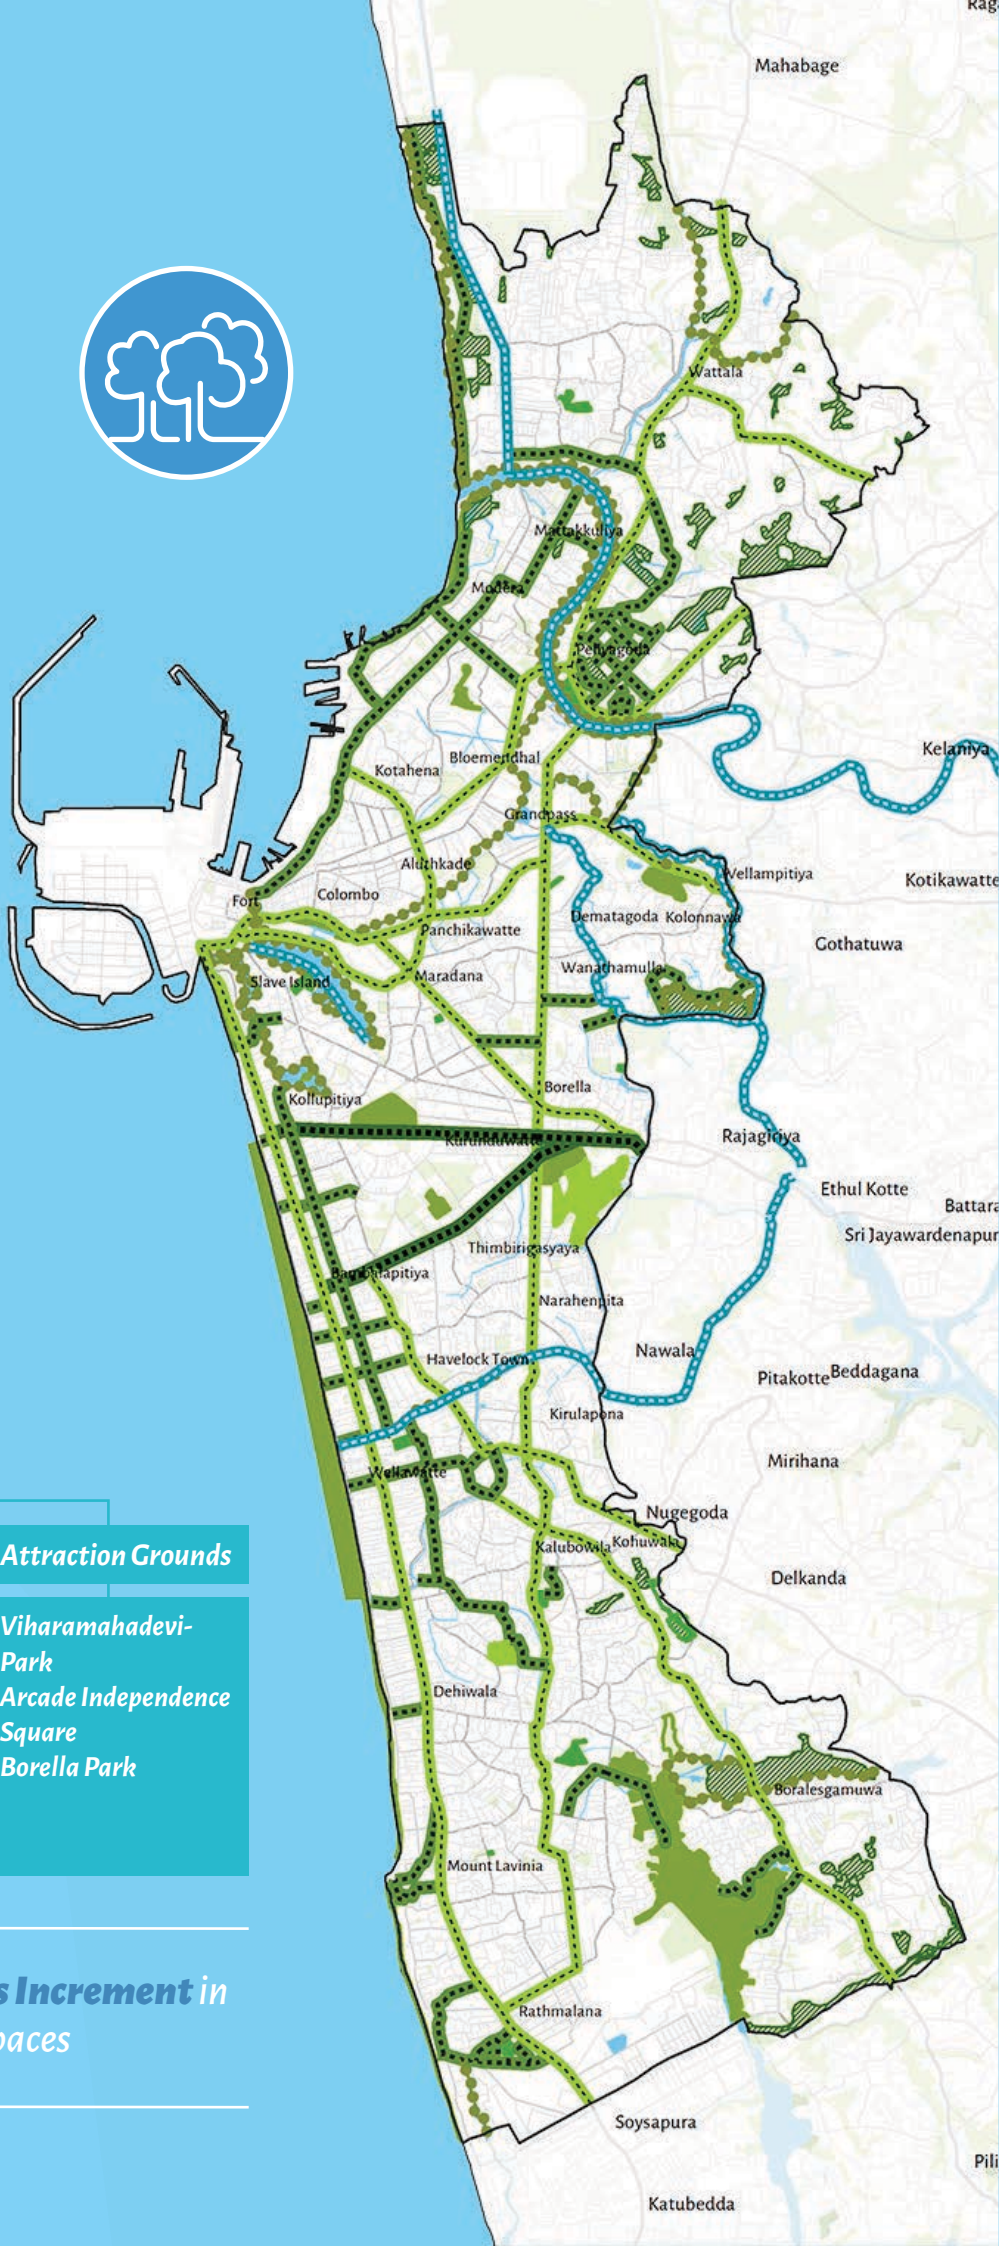 Mahabage
Wattala
Mattakkuliya
Modera
Peliyagoda
Kelaniya
Bloemendhal
Kotahena
Grandpass
Aluthkade
Wellampitiya
Kotikawatte
Colombo
Fort
Dematagoda
Kolonnawa
Panchikawatte
Gothatuwa
Wanathamulla
Maradana
Slave Island
Borella
Kollupitiya
Rajagiriya
Kurunduwatte
Ethul Kotte
Sri Jayawardenapur
Thimbirigasyaya
Bambalapitiya
Narahenpita
Nawala
Havelock Town
Beddagana
Pitakotte
Kirulapona
Mirihana
Wellawatte
Nugegoda
Kohuwala
Kalubowila
Attraction Grounds
Delkanda
Viharamahadevi-
Park
Arcade Independence
Square
Borella Park
Dehiwala
Boralesgamuwa
Mount Lavinia
Increment in
Rathmalana
Soysapura
Katubedda